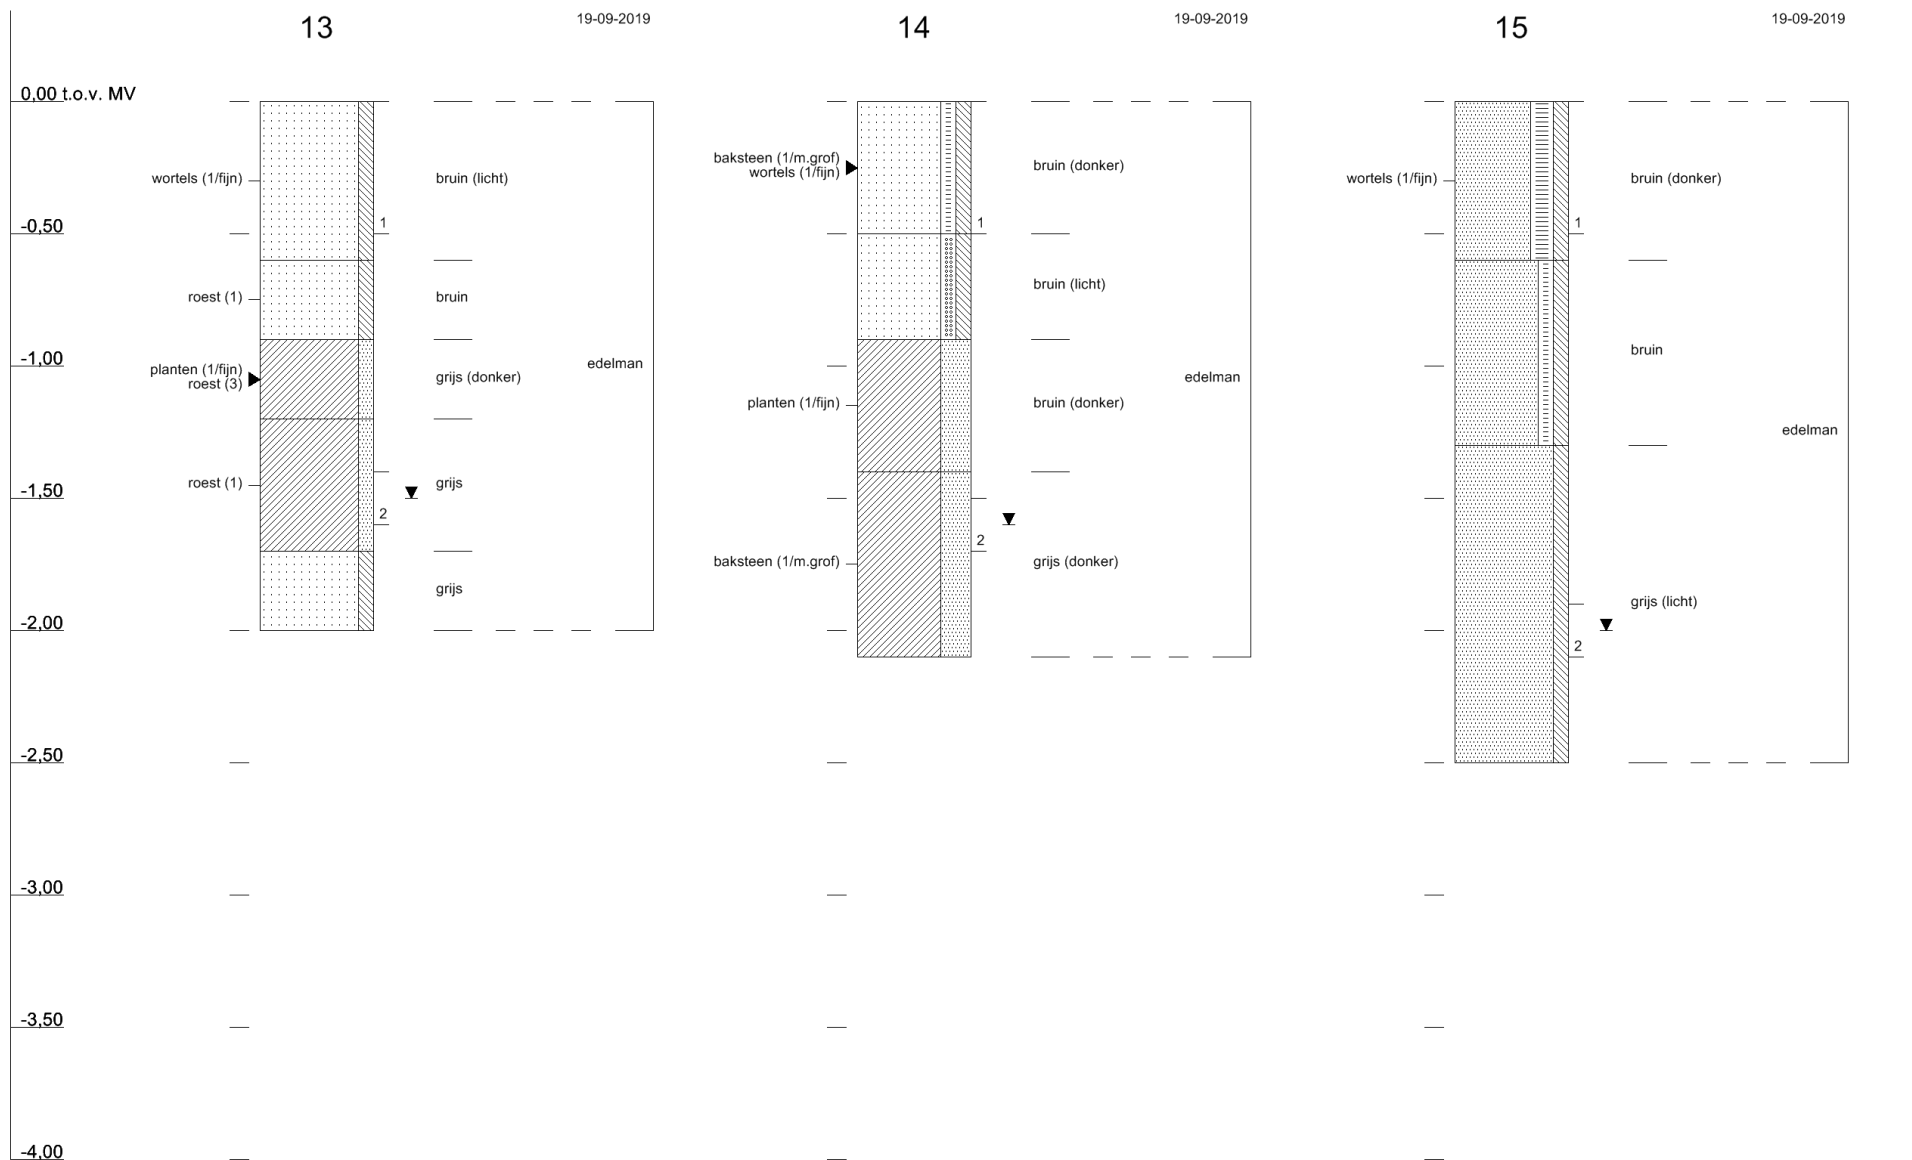 13
19-09-2019
14
19-09-2019
15
19-09-2019
0,00 t.o.v. MV
-0,50
-1,00
-1,50
-2,00
-2,50
-3,00
-3,50
-4,00
wortels (1/fijn)
bruin (licht)
1
roest (1)
bruin
planten (1/fijn)
roest (3)
grijs (donker)
edelman
roest (1)
grijs
2
grijs
baksteen (1/m.grof)
wortels (1/fijn)
bruin (donker)
1
bruin (licht)
edelman
planten (1/fijn)
bruin (donker)
2
baksteen (1/m.grof)
grijs (donker)
wortels (1/fijn)
bruin (donker)
1
bruin
edelman
grijs (licht)
2